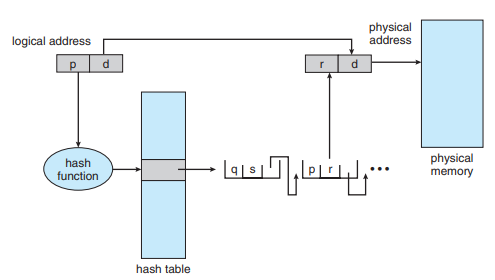 logical address
physical
address
p d
r d
hash
function
q s
p r
•••
physical
memory
hash table